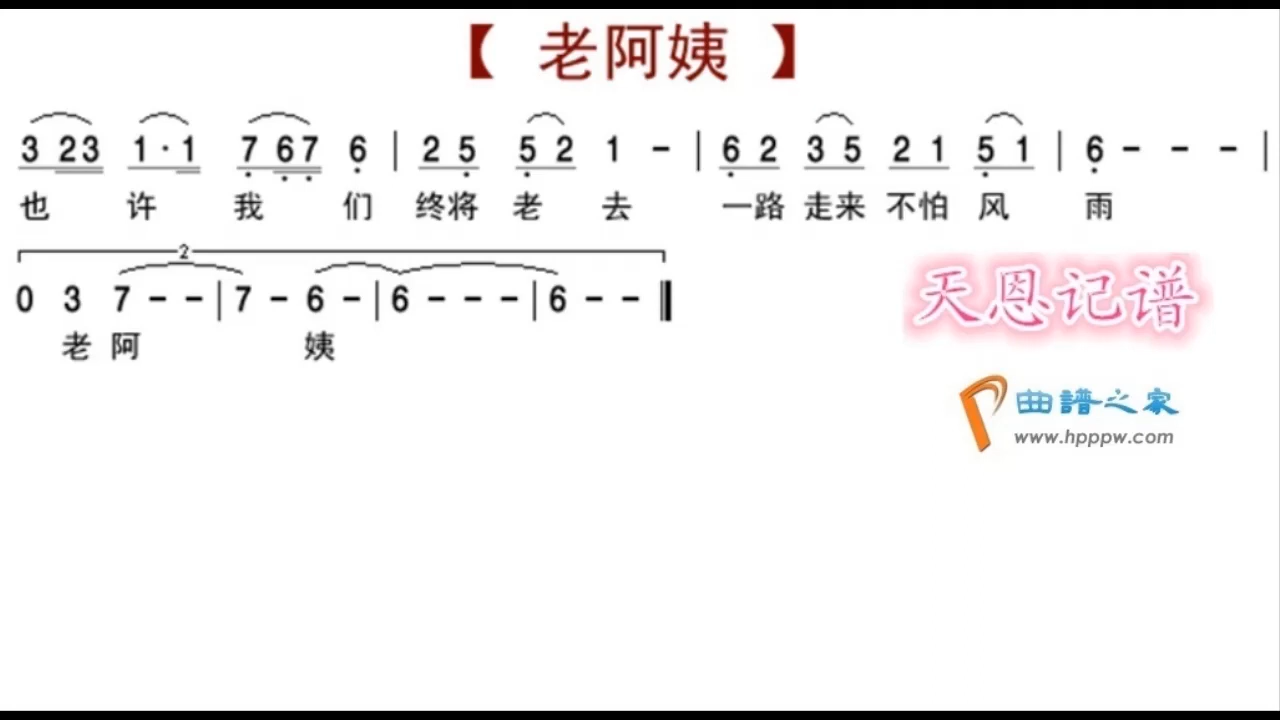 【 老阿姨 】
3 23 1·1 7 67 6 | 2 5 5 2 1 - | 6 2 3 5 2 1 5 1 | 6 - - - |
也 许 我 们 终将 老 去 一路 走来 不怕 风 雨
2
0 3 7 - - | 7 - 6 - | 6 - - - | 6 - - ‖
老 阿 姨
天恩记谱
曲譜之家
www.hpppw.com